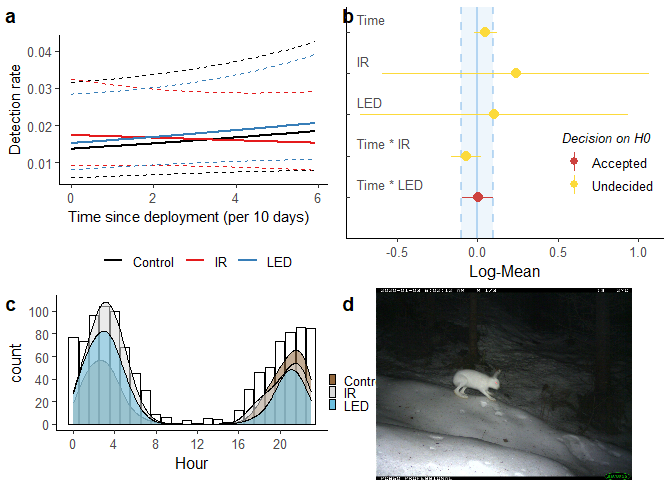 a
0.04
0.03
0.02
0.01
Detection rate
0
2
4
6
Time since deployment (per 10 days)
Control
IR
LED
b
Time
IR
LED
Time * IR
Time * LED
Decision on H0
Accepted
Undecided
-0.5
0.0
0.5
1.0
Log-Mean
c
100
80
60
40
20
0
count
0
4
8
12
16
20
Hour
Contro
IR
LED
d